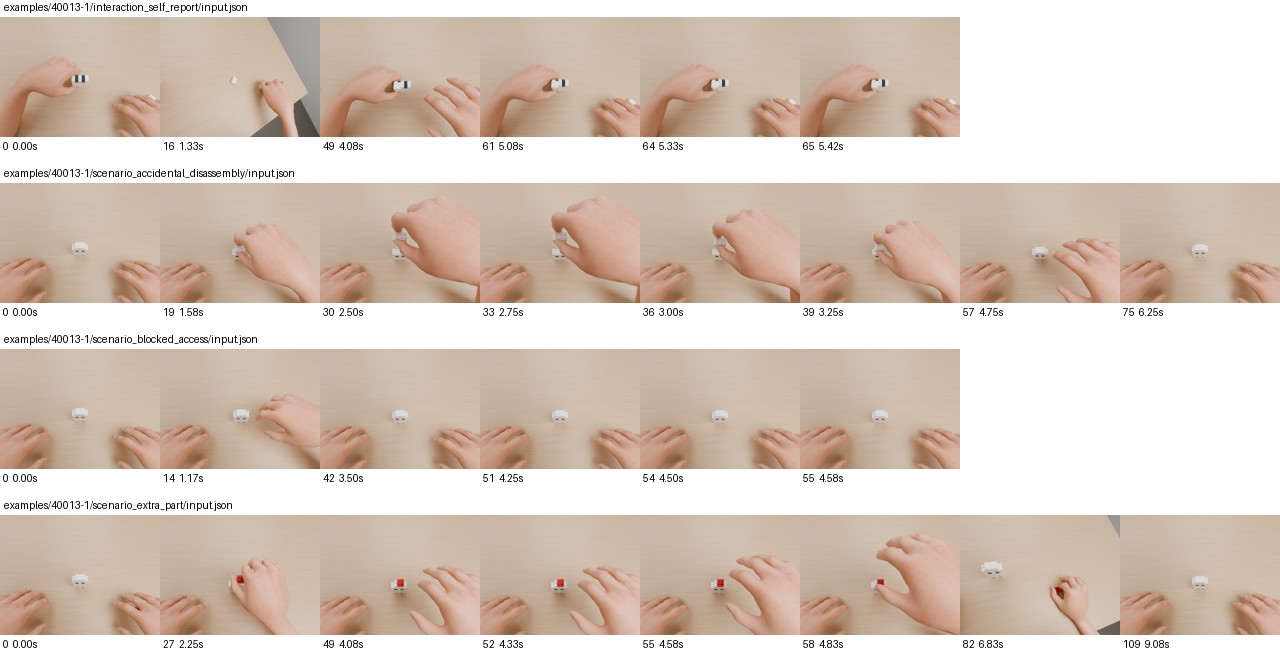 examples/40013-1/interaction_self_report/input.json
0 0.00s 16 1.33s 49 4.08s 61 5.08s 64 5.33s 65 5.42s
examples/40013-1/scenario_accidental_disassembly/input.json
0 0.00s 19 1.58s 30 2.50s 33 2.75s 36 3.00s 39 3.25s 57 4.75s 75 6.25s
examples/40013-1/scenario_blocked_access/input.json
0 0.00s 14 1.17s 42 3.50s 51 4.25s 54 4.50s 55 4.58s
examples/40013-1/scenario_extra_part/input.json
0 0.00s 27 2.25s 49 4.08s 52 4.33s 55 4.58s 58 4.83s 82 6.83s 109 9.08s